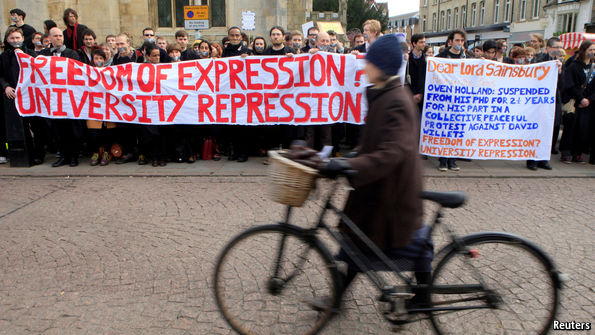 FREEDOM OF EXPRESSION?
UNIVERSITY REPRESSION
Dear Lord Sainsbury,
OWEN HOLLAND: SUSPENDED
FROM HIS PHD FOR 2½ YEARS
FOR HIS PART IN A
COLLECTIVE PEACEFUL
PROTEST AGAINST DAVID
WILLETS
FREEDOM OF EXPRESSION?
UNIVERSITY REPRESSION.
Reuters